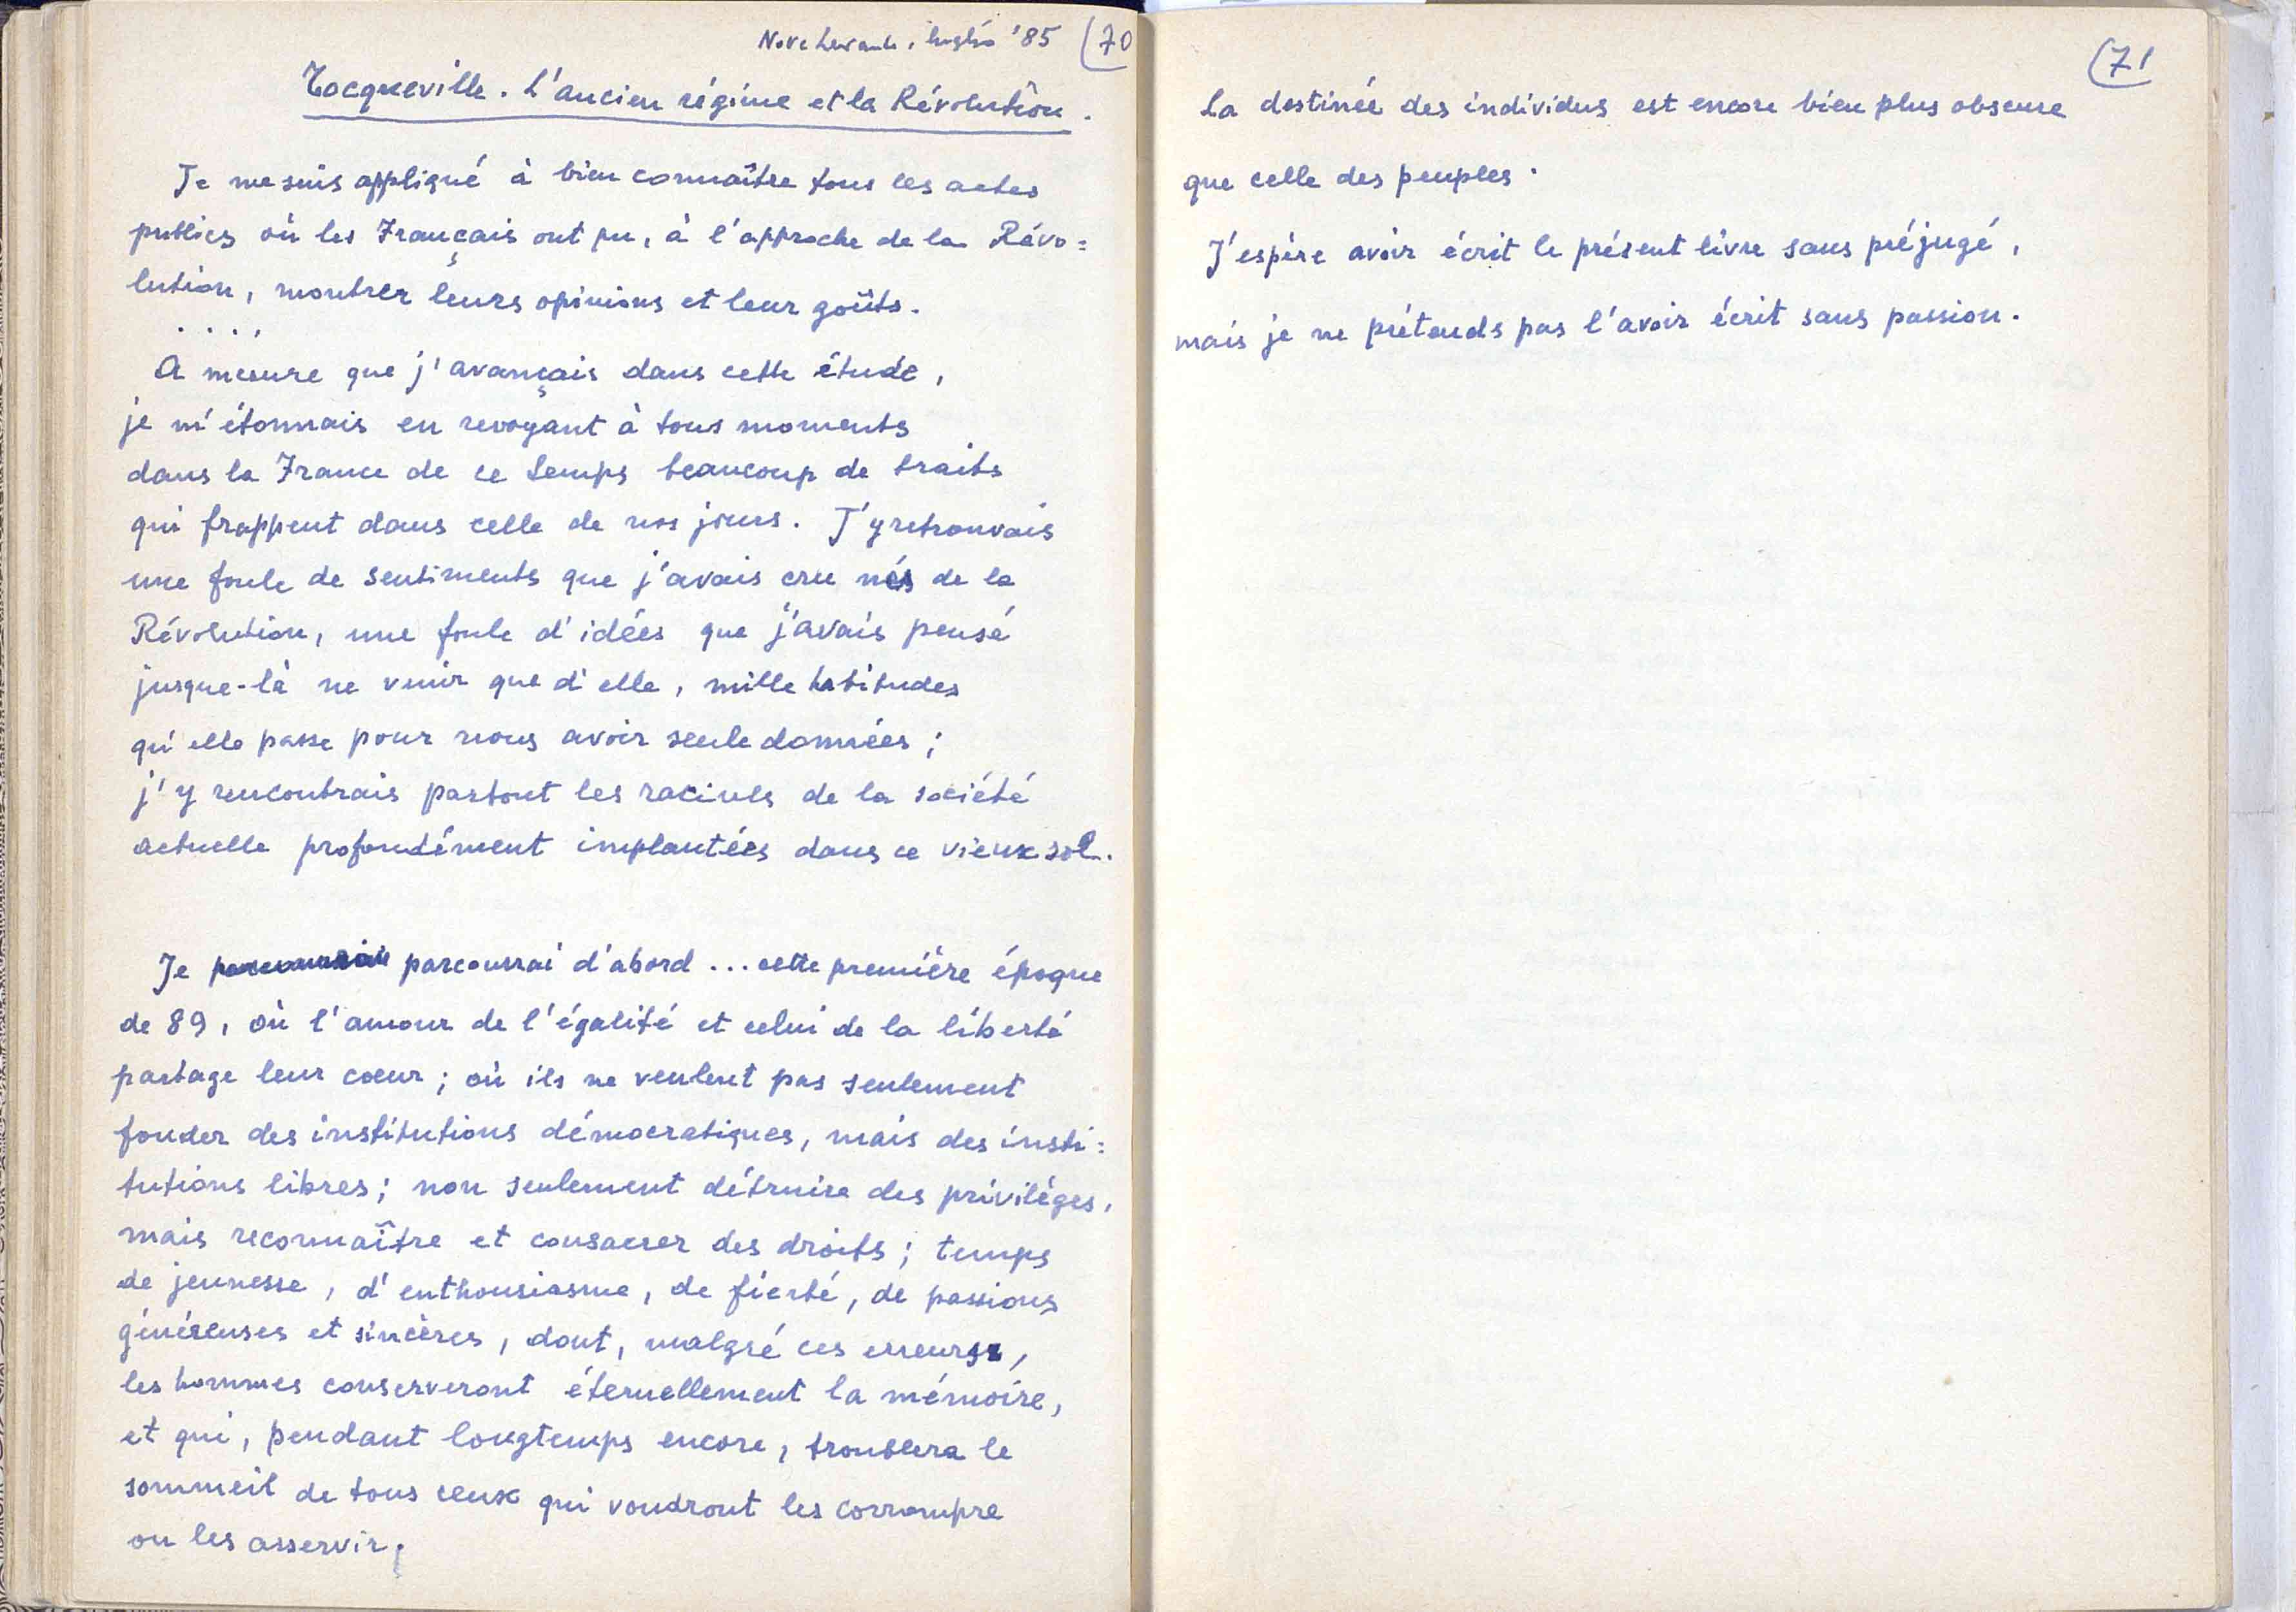 luglio '85 (70
Tocqueville. L'ancien régime et la Révolution.
Je me suis appliqué à bien connaître tous les actes
publics où les Français ont pu, à l'approche de la Révo=
lution, montrer leurs opinions et leur goûts.
....
A mesure que j'avançais dans cette étude,
je m'étonnais en revoyant à tous moments
dans la France de ce temps beaucoup de traits
qui frappent dans celle de nos jours. J'y retrouvais
une foule de sentiments que j'avais cru nés de la
Révolution, une foule d'idées que j'avais pensé
jusque-là ne venir que d'elle, mille habitudes
qu'elle passe pour nous avoir seule données;
j'y rencontrais partout les racines de la société
actuelle profondément implantées dans ce vieux sol.
Je parcourrai d'abord ... cette première époque
de 89, où l'amour de l'égalité et celui de la liberté
partage leur coeur; où ils ne veulent pas seulement
fonder des institutions démocratiques, mais des insti=
tutions libres; non seulement détruire des privilèges,
mais reconnaître et consacrer des droits; temps
de jeunesse, d'enthousiasme, de fierté, de passions
généreuses et sincères, dont, malgré ces erreurs,
les hommes conserveront éternellement la mémoire,
et qui, pendant longtemps encore, troublera le
sommeil de tous ceux qui voudront les corrompre
ou les asservir.
(71
La destinée des individus est encore bien plus obscure
que celle des peuples.
J'espère avoir écrit le présent livre sans préjugé,
mais je ne prétends pas l'avoir écrit sans passion.